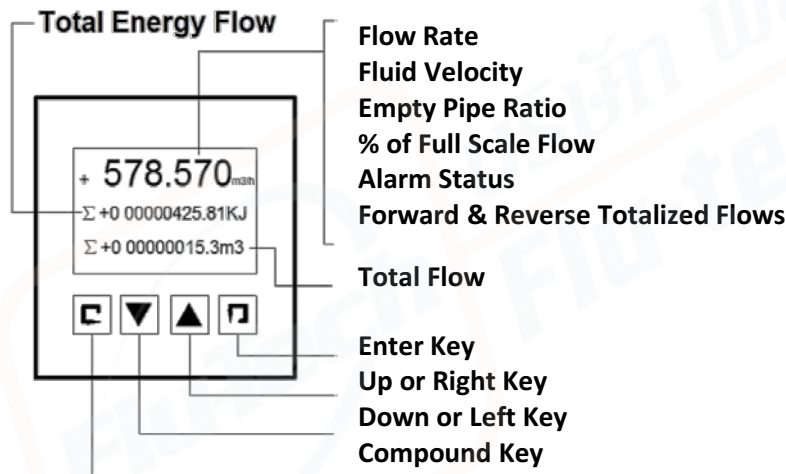 Total Energy Flow
Flow Rate
Fluid Velocity
Empty Pipe Ratio
% of Full Scale Flow
Alarm Status
Forward & Reverse Totalized Flows
+ 578.570 m3/h
Σ +0 00000425.81KJ
Σ +0 00000015.3m3
Total Flow
Enter Key
Up or Right Key
Down or Left Key
Compound Key